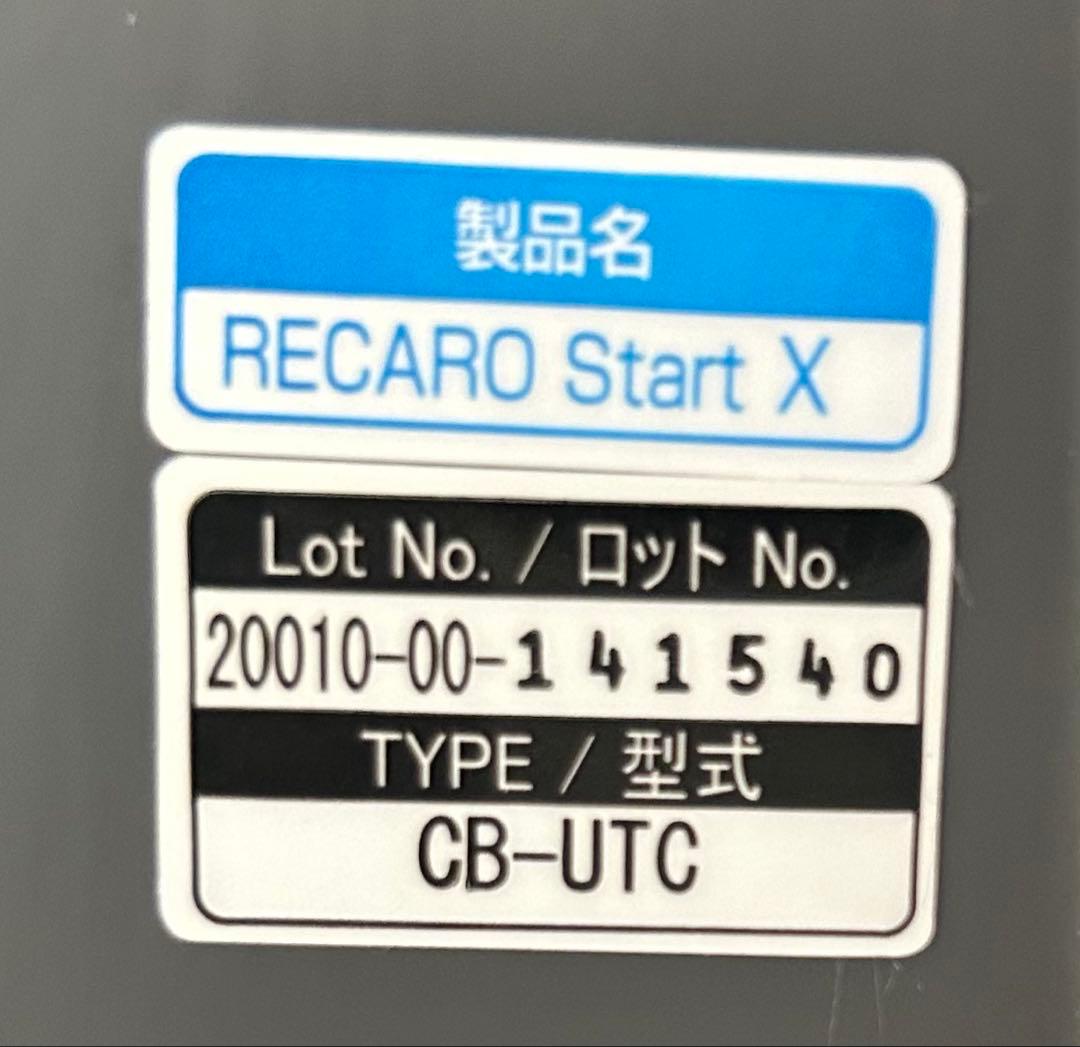 製品名
RECARO Start X
Lot No. / ロット No.
20010-00-141540
TYPE / 型式
CB-UTC